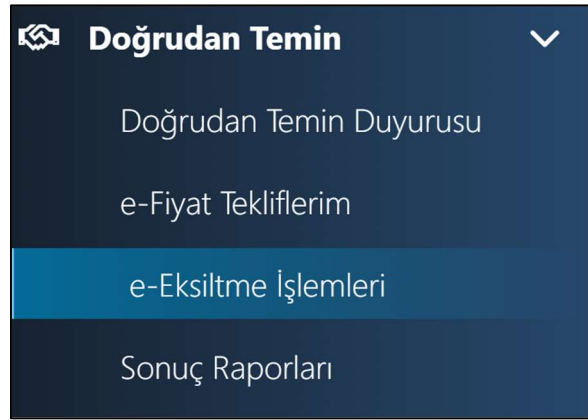 Doğrudan Temin
Doğrudan Temin Duyurusu
e-Fiyat Tekliflerim
e-Eksiltme İşlemleri
Sonuç Raporları